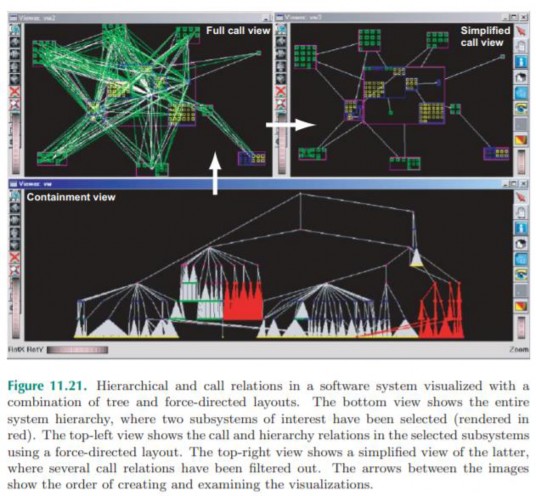 Viewer: vw2
Full call view
Viewer: vw3
Simplified
call view
Viewer: vw
Containment view
RotX RotY
Zoom
Figure 11.21. Hierarchical and call relations in a software system visualized with a
combination of tree and force-directed layouts. The bottom view shows the entire
system hierarchy, where two subsystems of interest have been selected (rendered in
red). The top-left view shows the call and hierarchy relations in the selected subsystems
using a force-directed layout. The top-right view shows a simplified view of the latter,
where several call relations have been filtered out. The arrows between the images
show the order of creating and examining the visualizations.